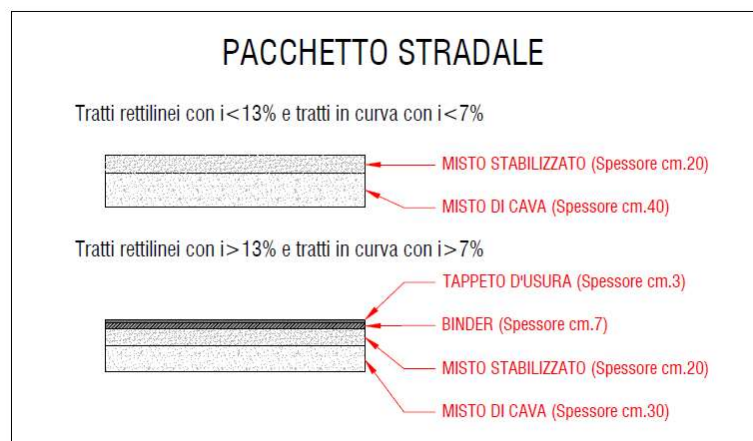 PACCHETTO STRADALE
Tratti rettilinei con i<13% e tratti in curva con i<7%
MISTO STABILIZZATO (Spessore cm.20)
MISTO DI CAVA (Spessore cm.40)
Tratti rettilinei con i>13% e tratti in curva con i>7%
TAPPETO D'USURA (Spessore cm.3)
BINDER (Spessore cm.7)
MISTO STABILIZZATO (Spessore cm.20)
MISTO DI CAVA (Spessore cm.30)